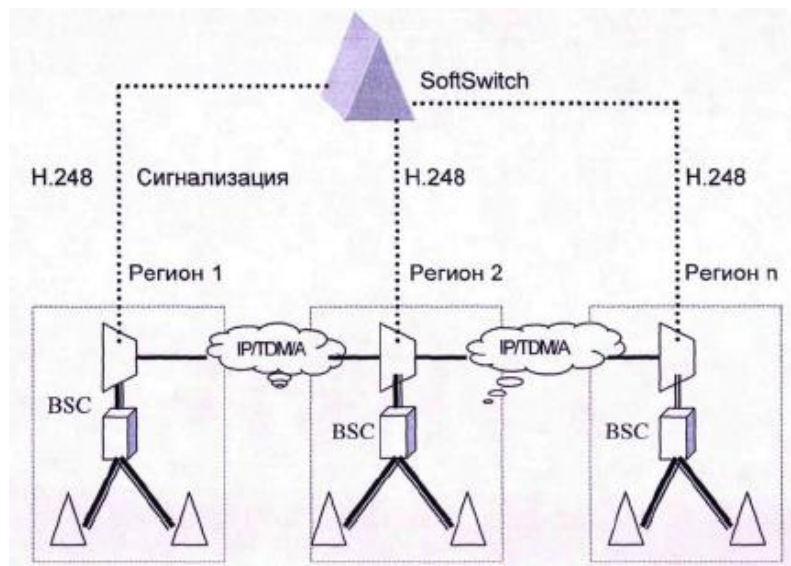 SoftSwitch
H.248
Сигнализация
H.248
H.248
Регион 1
Регион 2
Регион n
IP/TDM/A
IP/TDM/A
BSC
BSC
BSC